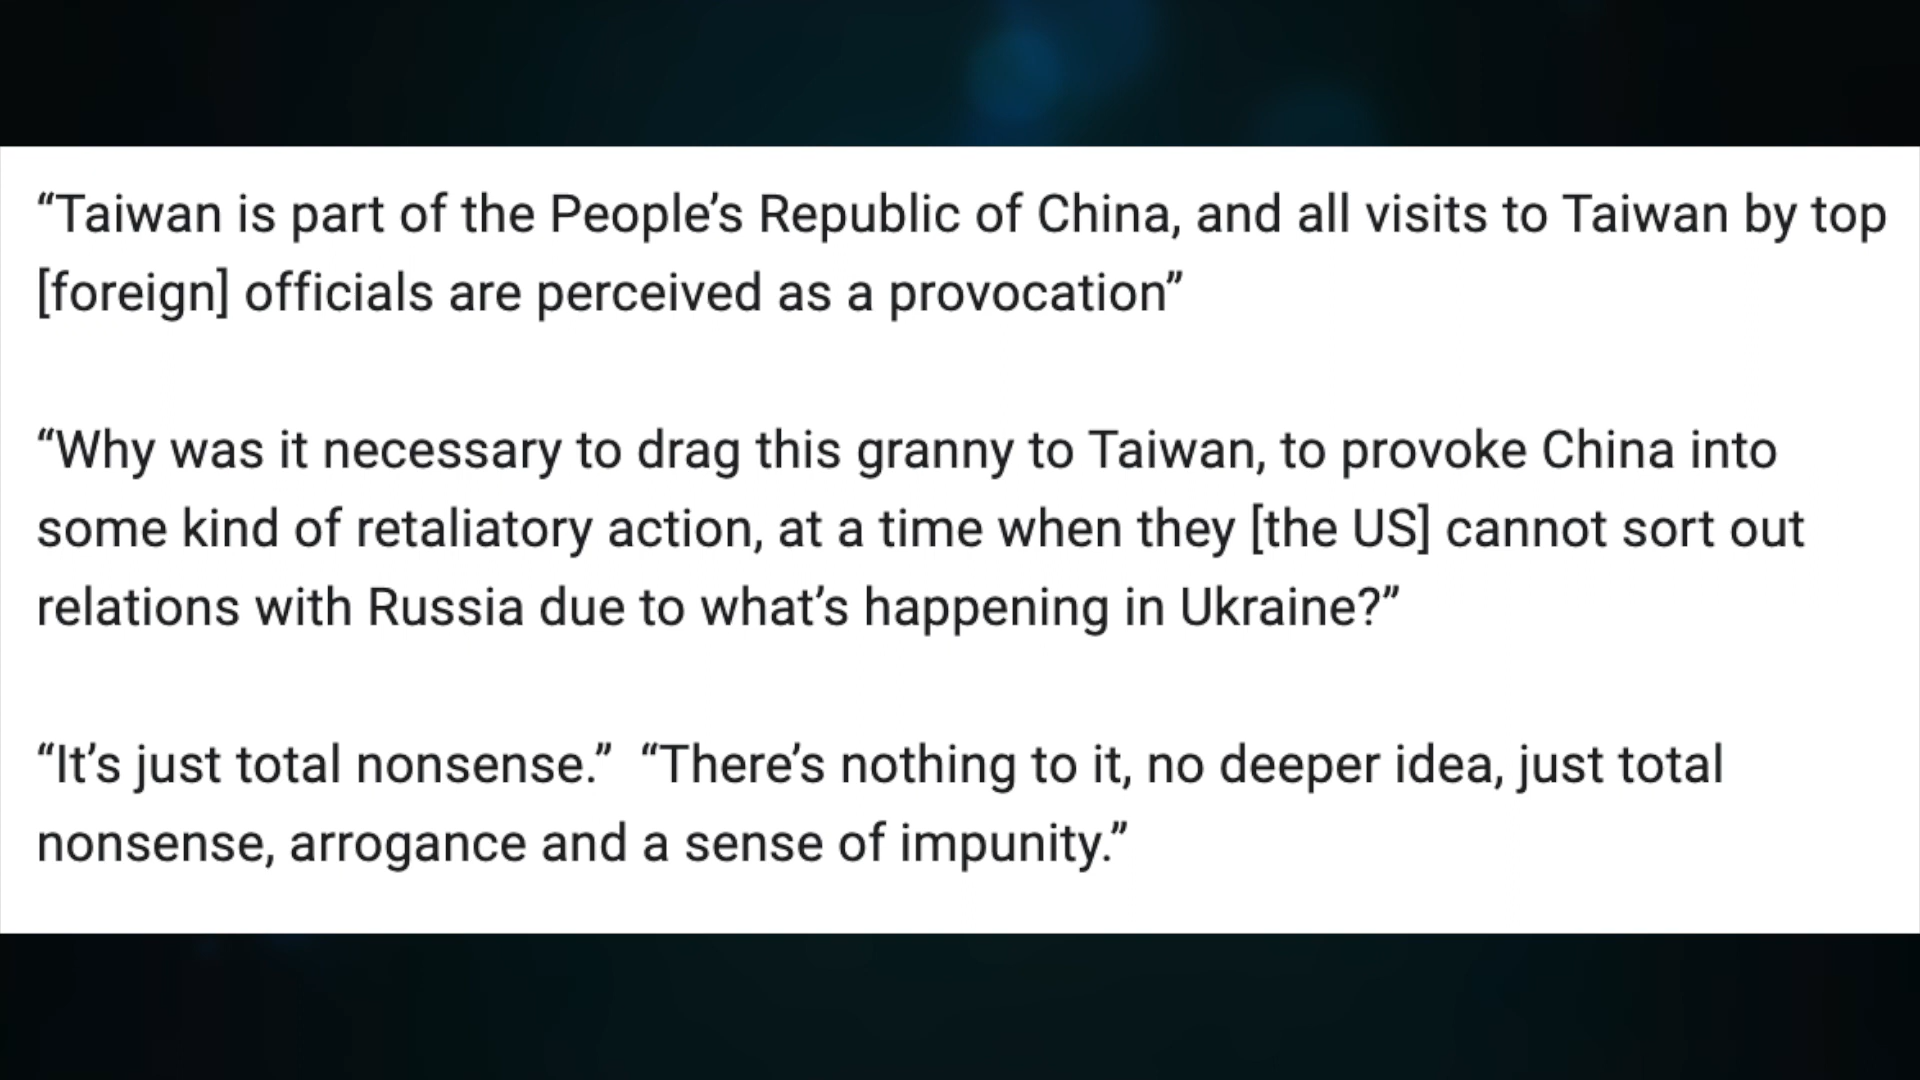 “Taiwan is part of the People’s Republic of China, and all visits to Taiwan by top
[foreign] officials are perceived as a provocation”
“Why was it necessary to drag this granny to Taiwan, to provoke China into
some kind of retaliatory action, at a time when they [the US] cannot sort out
relations with Russia due to what’s happening in Ukraine?”
“It’s just total nonsense.”  “There’s nothing to it, no deeper idea, just total
nonsense, arrogance and a sense of impunity.”